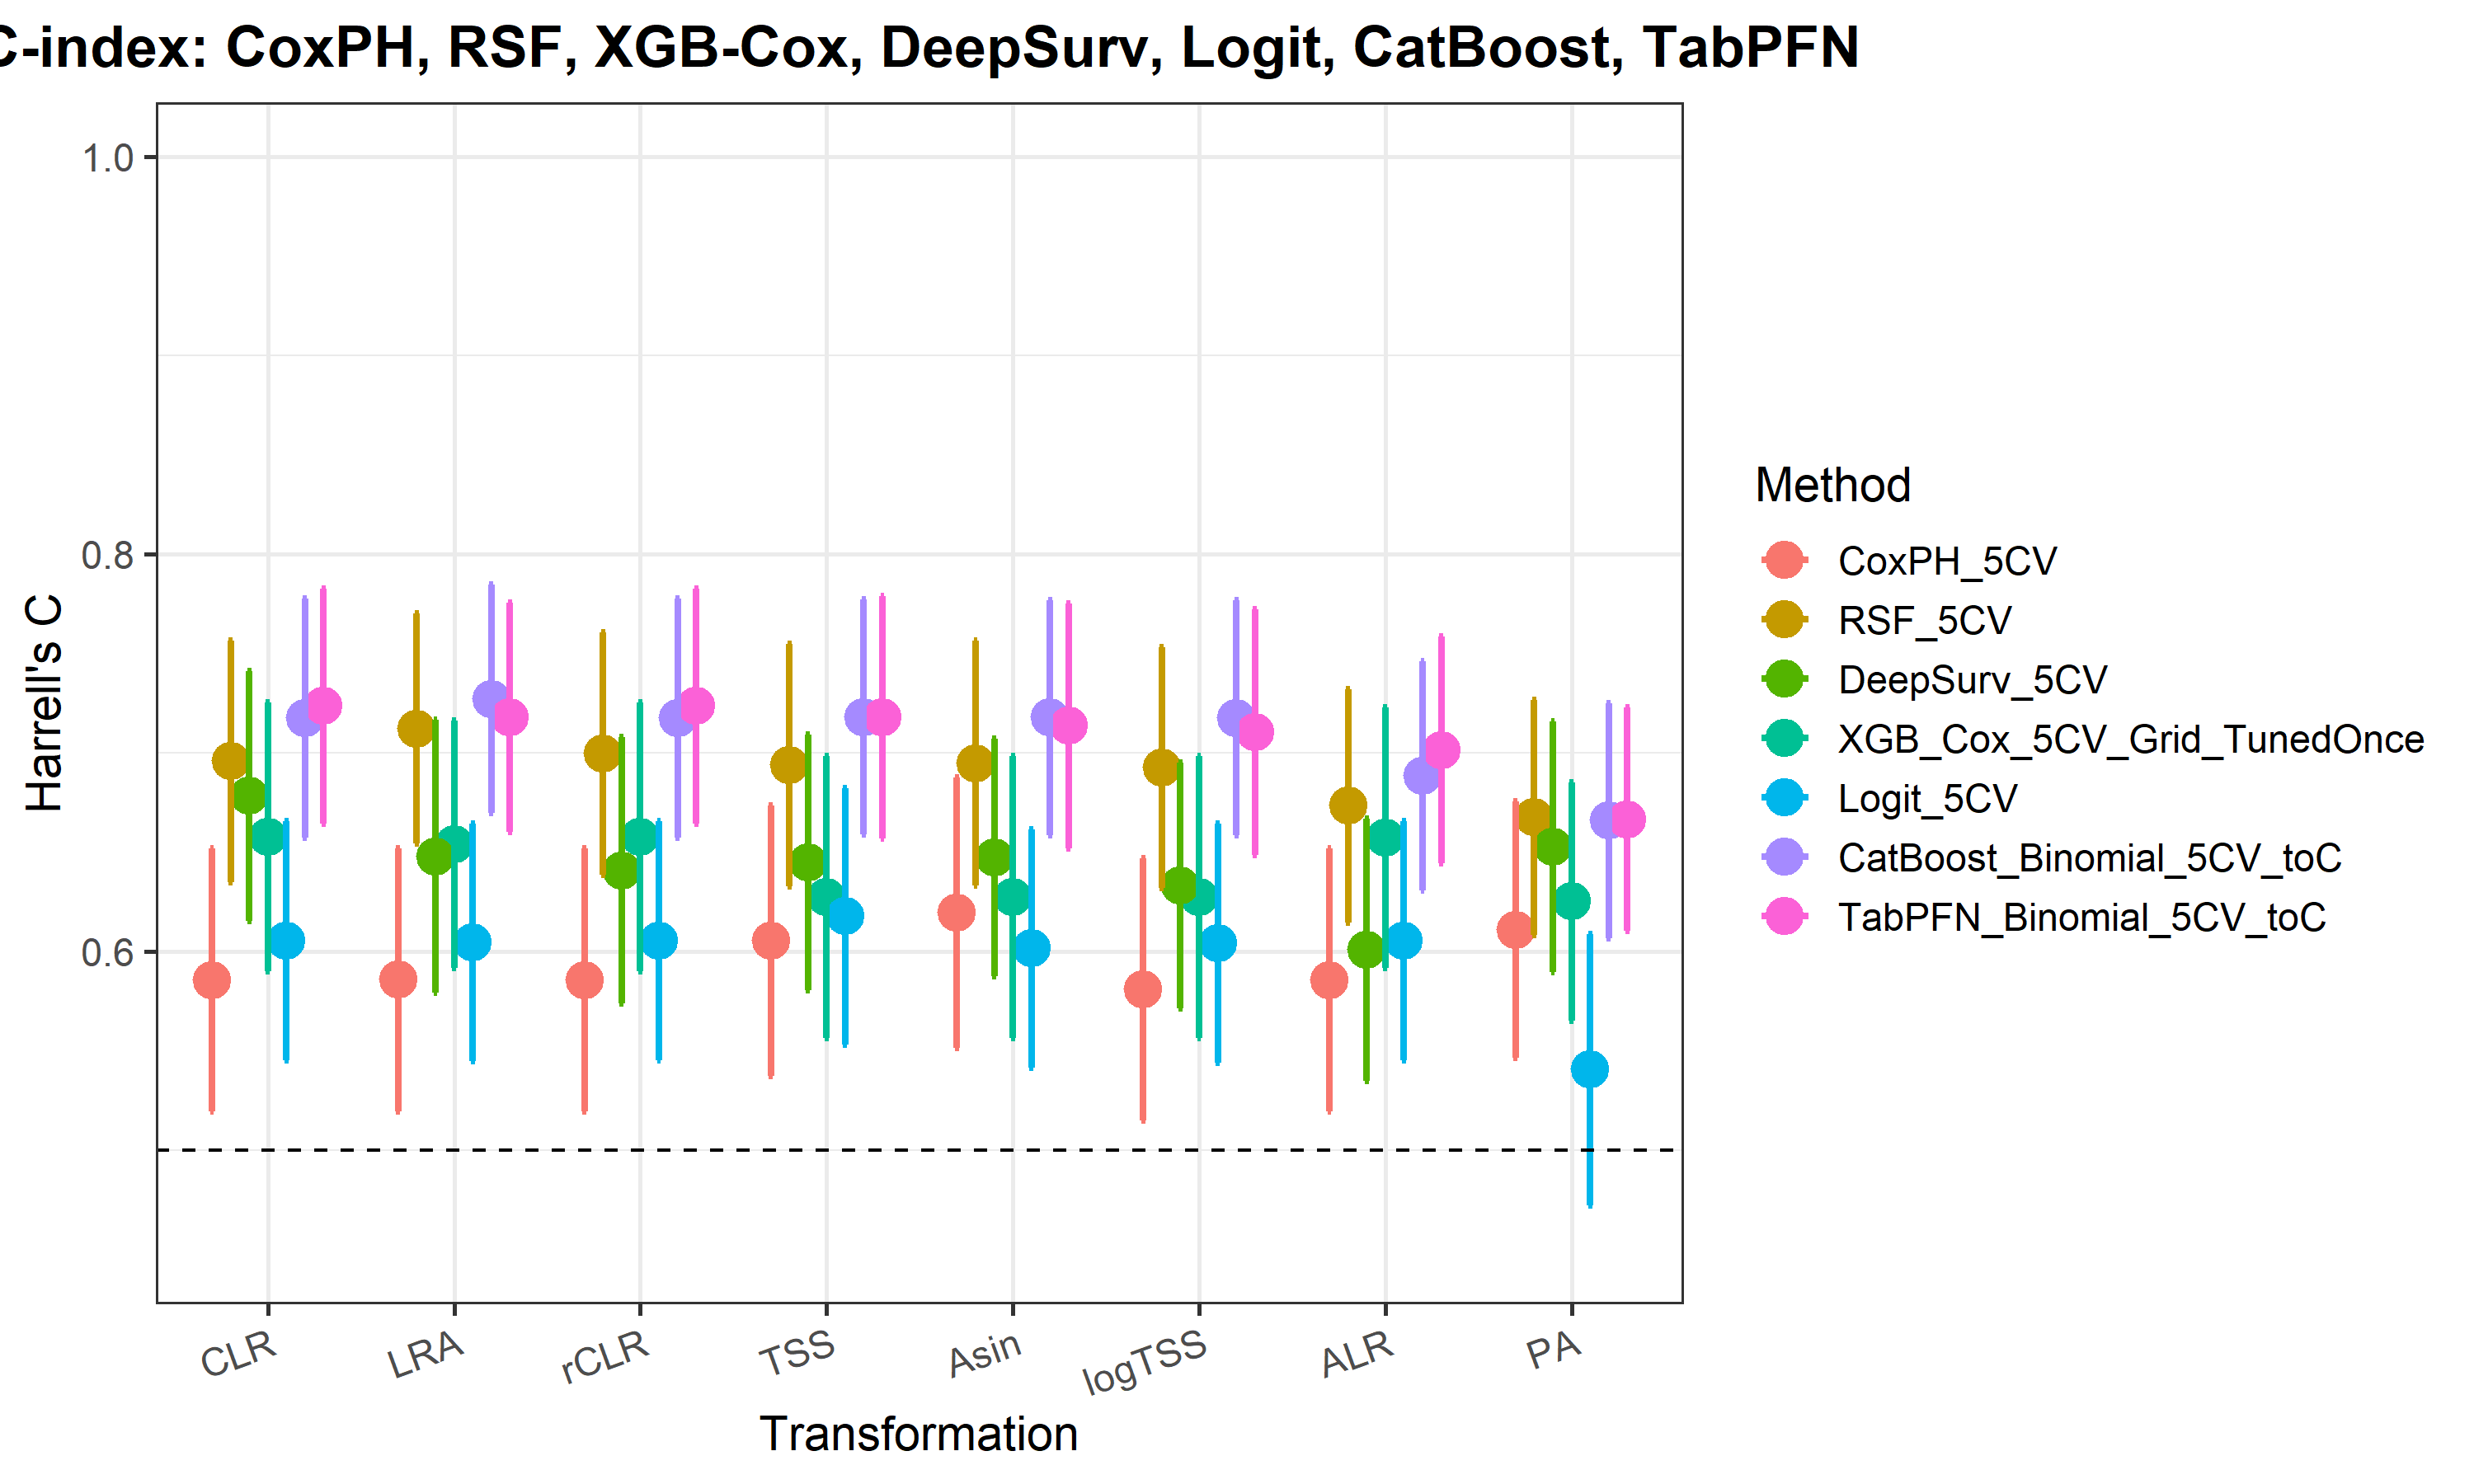 C-index: CoxPH, RSF, XGB-Cox, DeepSurv, Logit, CatBoost, TabPFN
1.0
0.8
0.6
Harrell's C
CLR
LRA
rCLR
TSS
Asin
logTSS
ALR
PA
Transformation
Method
CoxPH_5CV
RSF_5CV
DeepSurv_5CV
XGB_Cox_5CV_Grid_TunedOnce
Logit_5CV
CatBoost_Binomial_5CV_toC
TabPFN_Binomial_5CV_toC